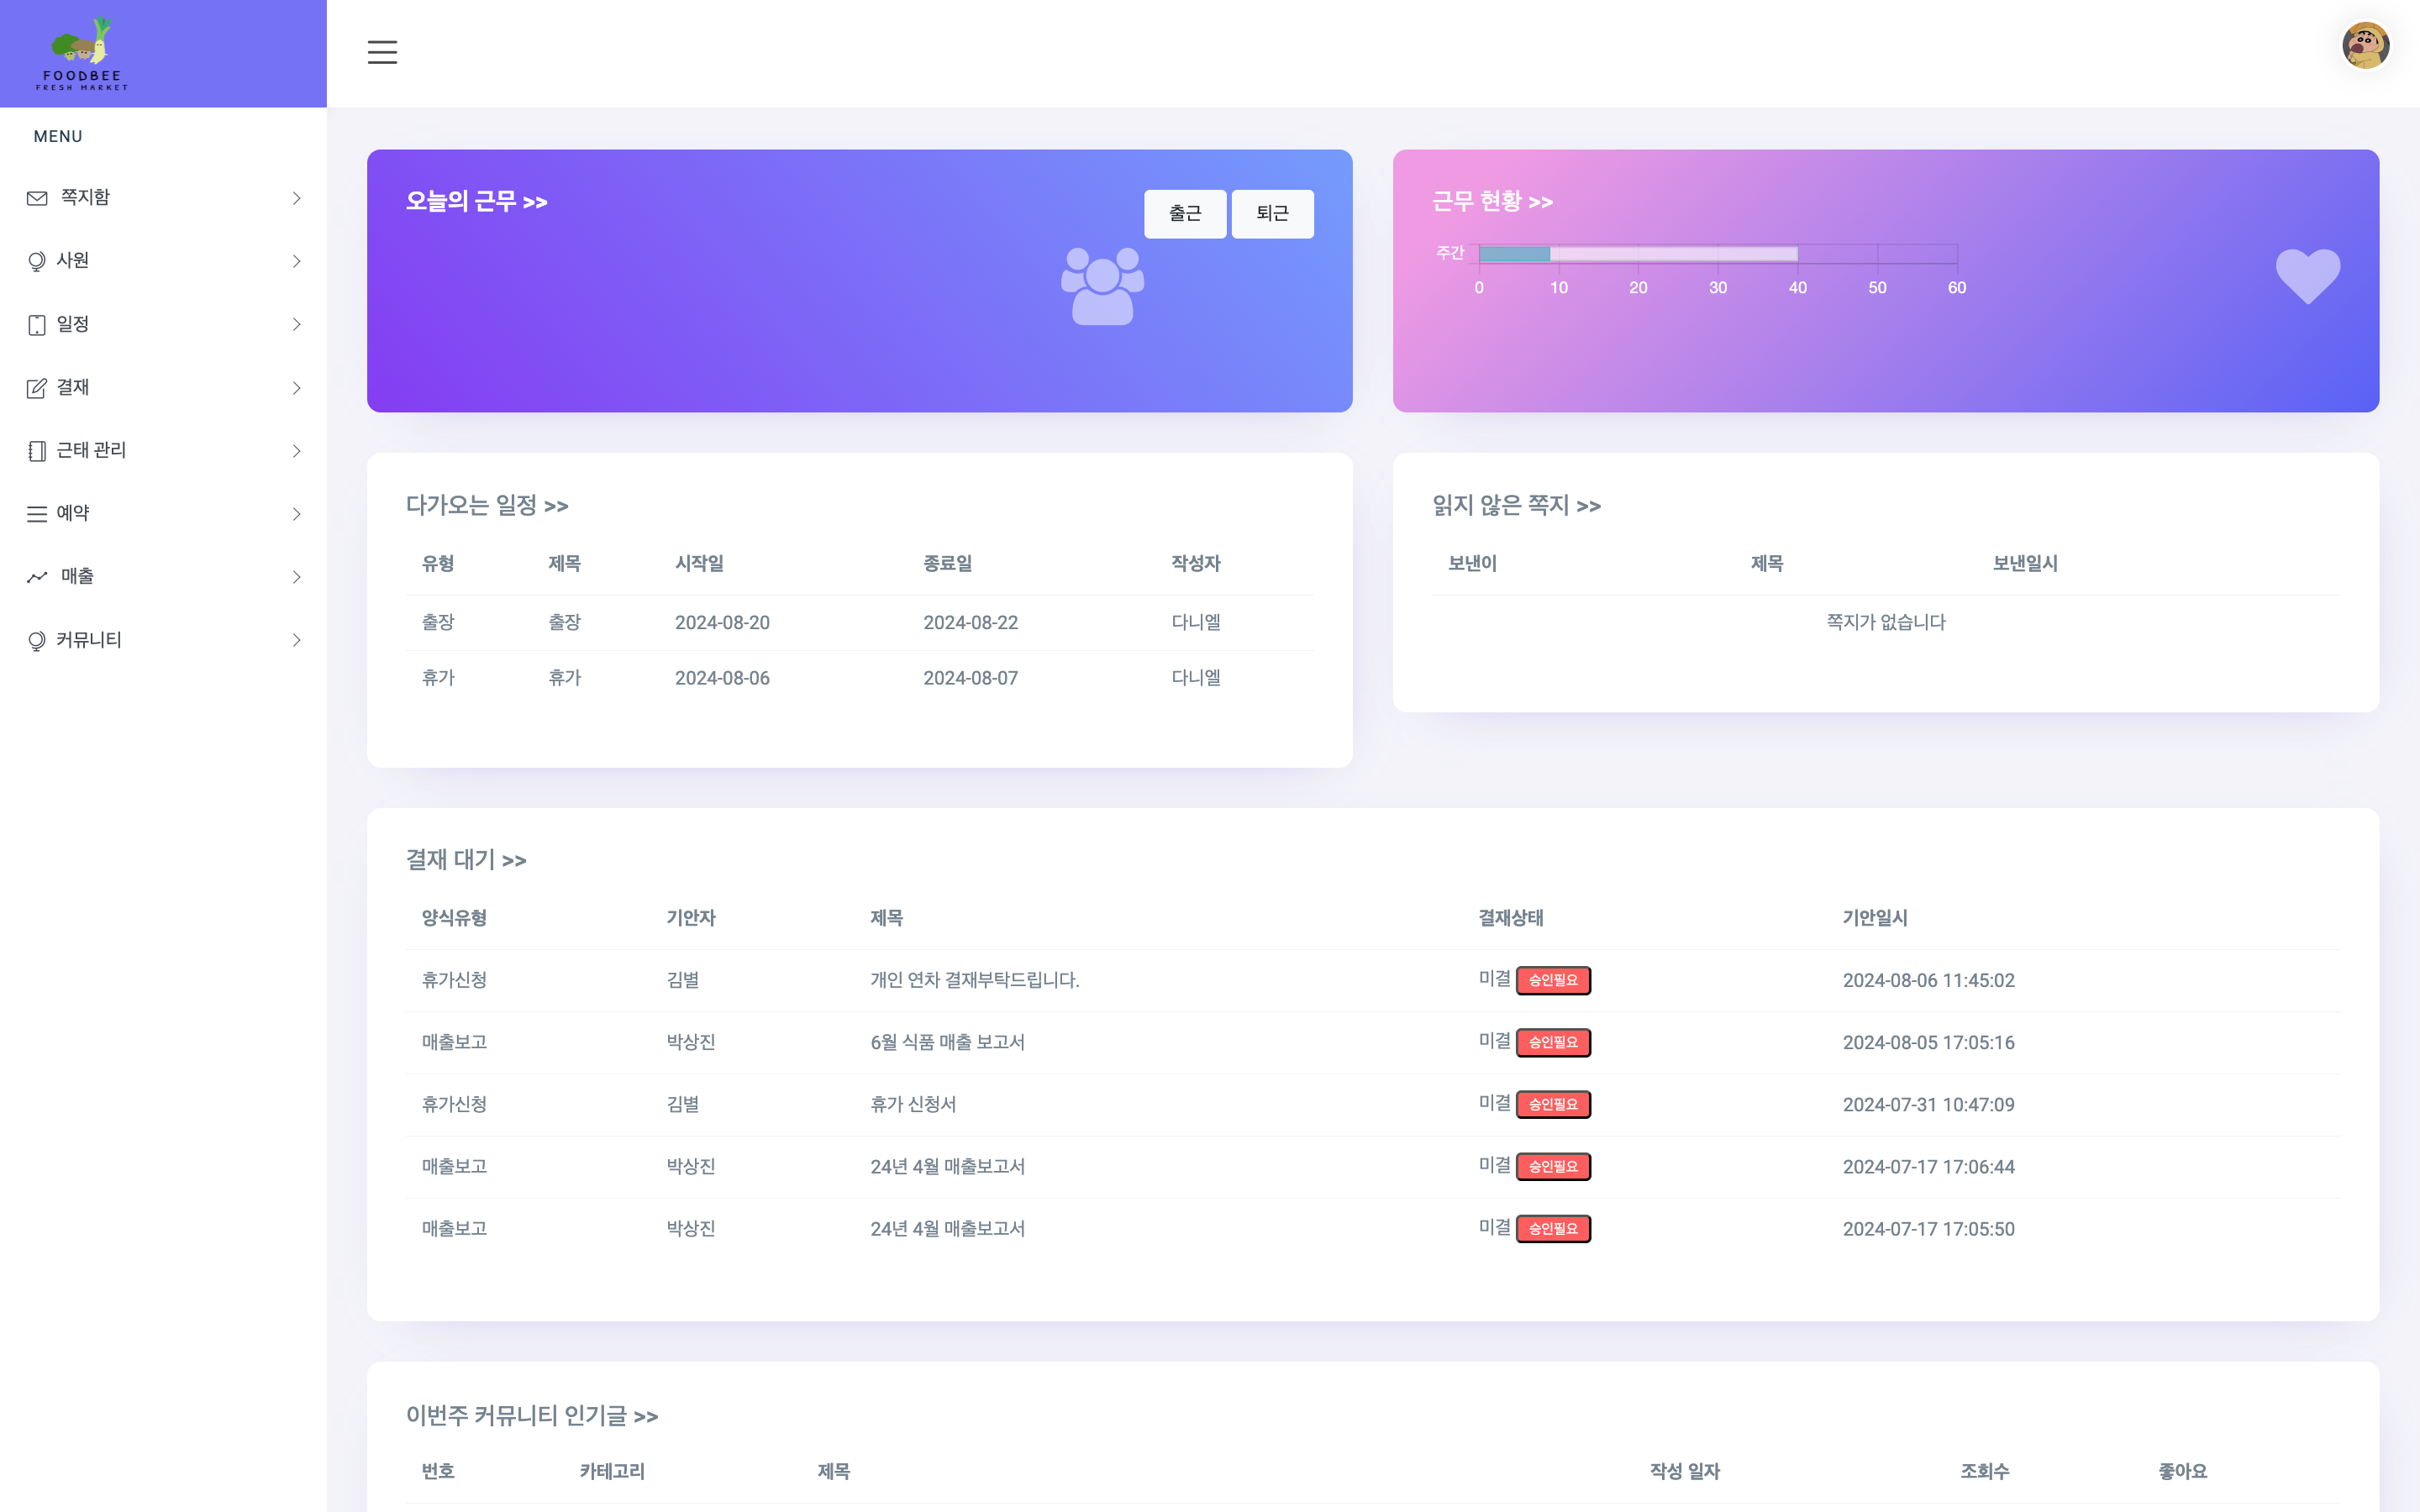 FOODBEE
FRESH MARKET
MENU
쪽지함
사원
일정
결재
근태 관리
예약
매출
커뮤니티
오늘의 근무 >>
출근 퇴근
근무 현황 >>
주간
0 10 20 30 40 50 60
다가오는 일정 >>
유형 제목 시작일 종료일 작성자
출장 출장 2024-08-20 2024-08-22 다니엘
휴가 휴가 2024-08-06 2024-08-07 다니엘
읽지 않은 쪽지 >>
보낸이 제목 보낸일시
쪽지가 없습니다
결재 대기 >>
양식유형 기안자 제목 결재상태 기안일시
휴가신청 김별 개인 연차 결재부탁드립니다. 미결 승인필요 2024-08-06 11:45:02
매출보고 박상진 6월 식품 매출 보고서 미결 승인필요 2024-08-05 17:05:16
휴가신청 김별 휴가 신청서 미결 승인필요 2024-07-31 10:47:09
매출보고 박상진 24년 4월 매출보고서 미결 승인필요 2024-07-17 17:06:44
매출보고 박상진 24년 4월 매출보고서 미결 승인필요 2024-07-17 17:05:50
이번주 커뮤니티 인기글 >>
번호 카테고리 제목 작성 일자 조회수 좋아요